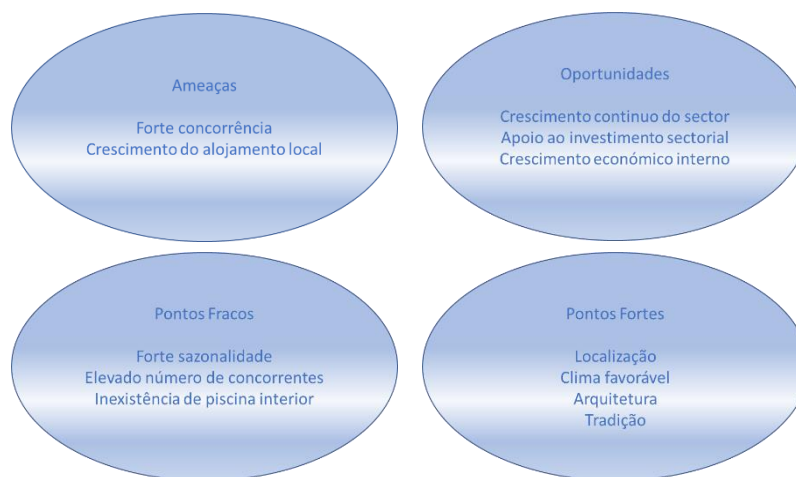 Ameaças
Forte concorrência
Crescimento do alojamento local
Oportunidades
Crescimento continuo do sector
Apoio ao investimento sectorial
Crescimento económico interno
Pontos Fracos
Forte sazonalidade
Elevado número de concorrentes
Inexistência de piscina interior
Pontos Fortes
Localização
Clima favorável
Arquitetura
Tradição